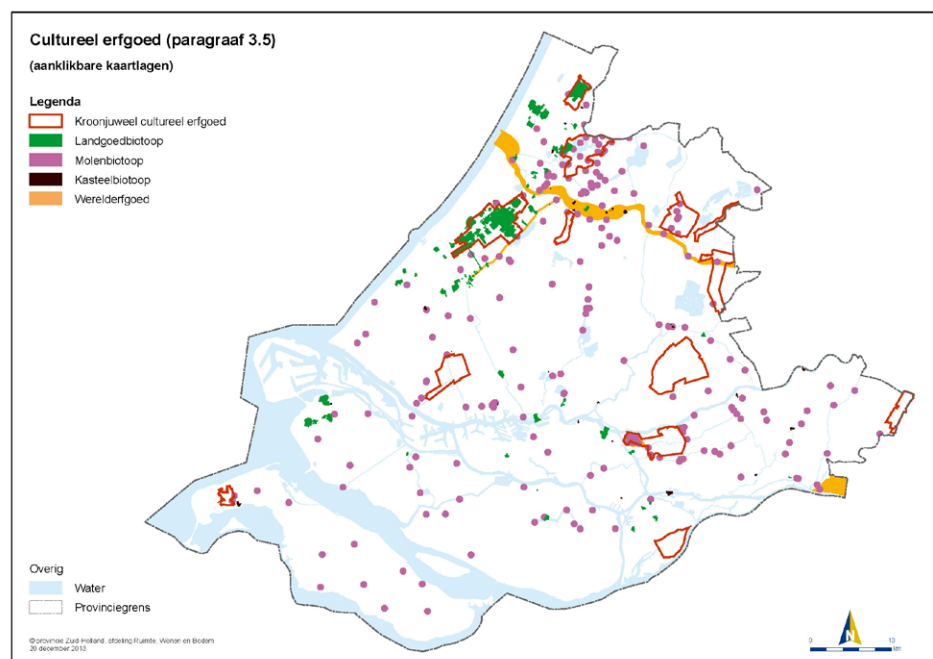 Cultureel erfgoed (paragraaf 3.5)
(aanklikbare kaartlagen)
Legenda
Kroonjuweel cultureel erfgoed
Landgoedbiotoop
Molenbiotoop
Kasteelbiotoop
Werelderfgoed
Overig
Water
Provinciegrens
©provincie Zuid-Holland, afdeling Ruimte, Wonen en Bodem
20 december 2013
N
0
km